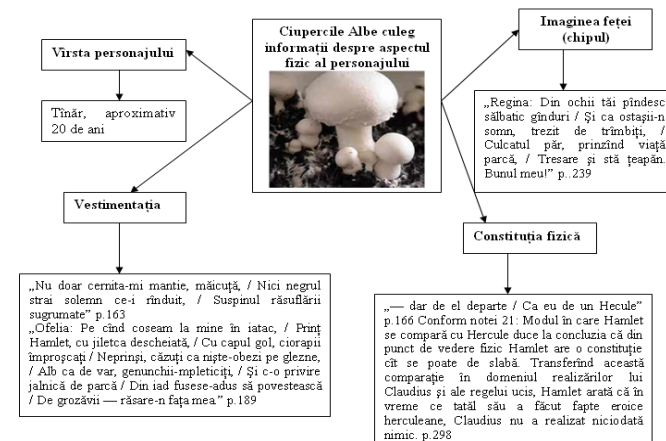 Ciupercile Albe culeg
informații despre aspectul
fizic al personajului
Vîrsta personajului
Tînăr, aproximativ
20 de ani
Vestimentația
„Nu doar cernita-mi mantie, măicuță, / Nici negrul
strai solemn ce-i rînduit, / Suspinul răsuflării
sugrumate” p.163
„Ofelia: Pe cînd coseam la mine în iatac, / Prinț
Hamlet, cu jiletca descheiată, / Cu capul gol, ciorapii
împroșcați / Neprinși, căzuți ca niște-obezi pe glezne,
/ Alb ca de var, genunchii-mpleticiți, / Și c-o privire
jalnică de parcă / Din iad fusese-adus să povestească
/ De grozăvii — răsare-n fața mea.” p.189
Imaginea feței
(chipul)
„Regina: Din ochii tăi pîndesc
sălbatic gînduri / Și ca ostașii-n
somn, trezit de trîmbiți, /
Culcatul păr, prinzînd viață
parcă, / Tresare și stă țeapăn.
Bunul meu!” p..239
Constituția fizică
„— dar de el departe / Ca eu de un Hecule”
p.166 Conform notei 21: Modul în care Hamlet
se compară cu Hercule duce la concluzia că din
punct de vedere fizic Hamlet are o constituție
cît se poate de slabă. Transferînd această
comparație în domeniul realizărilor lui
Claudius și ale regelui ucis, Hamlet arată că în
vreme ce tatăl său a făcut fapte eroice
herculeane, Claudius nu a realizat niciodată
nimic. p.298